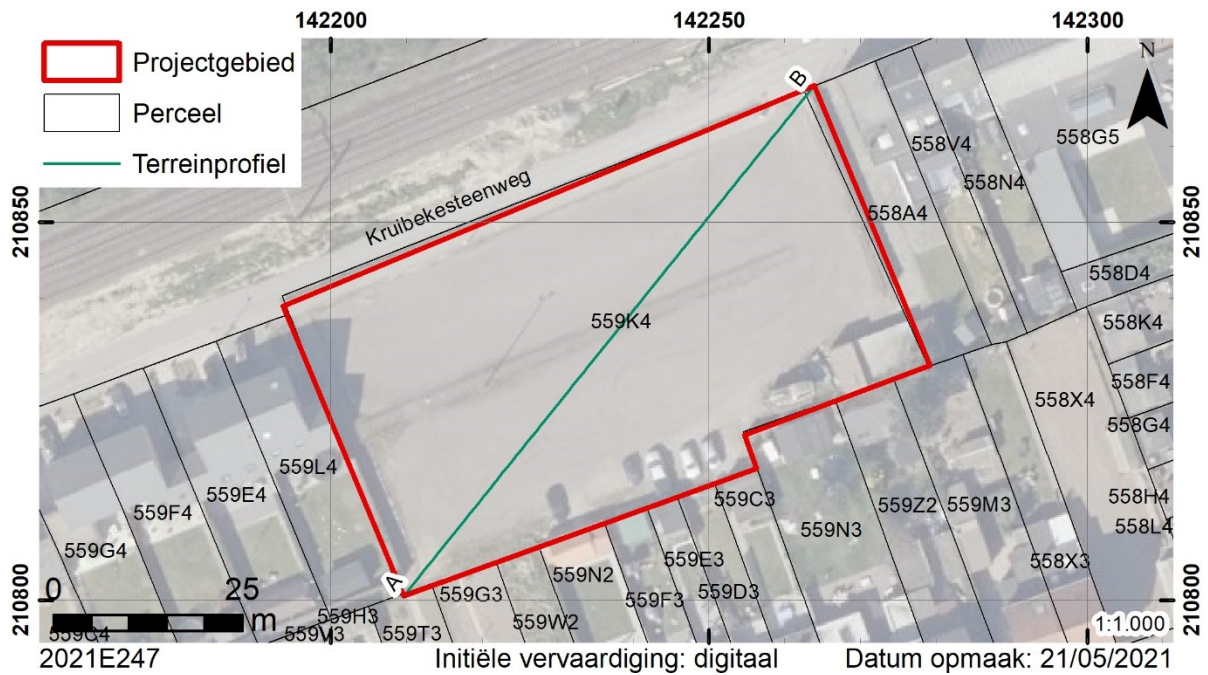 142200
142250
142300
Projectgebied
Perceel
Terreinprofiel
N
B
558V4
558G5
558N4
210850
Kruibekesteenweg
558A4
210850
558D4
559K4
558K4
558F4
558X4
558G4
559L4
559E4
559C3
559F4
559Z2
559M3
558H4
559N3
558L4
559G4
559E3
559N2
558X3
A
559D3
0
25
559G3
559F3
210800
210800
m
559H3
559W2
1:1.000
559C4
559V3
559T3
2021E247
Initiële vervaardiging: digitaal
Datum opmaak: 21/05/2021